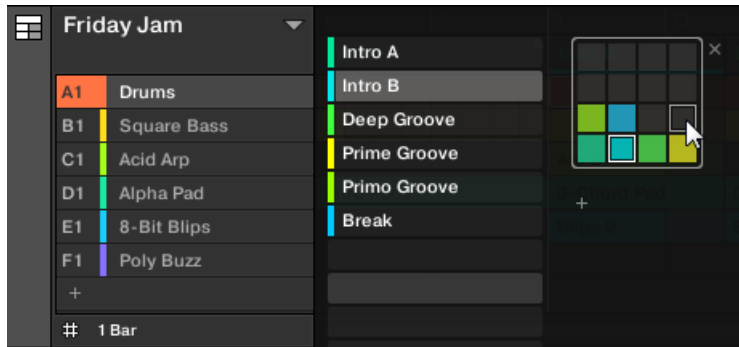 Friday Jam
A1 Drums
B1 Square Bass
C1 Acid Arp
D1 Alpha Pad
E1 8-Bit Blips
F1 Poly Buzz
+
# 1 Bar
Intro A
Intro B
Deep Groove
Prime Groove
Primo Groove
Break
×
+